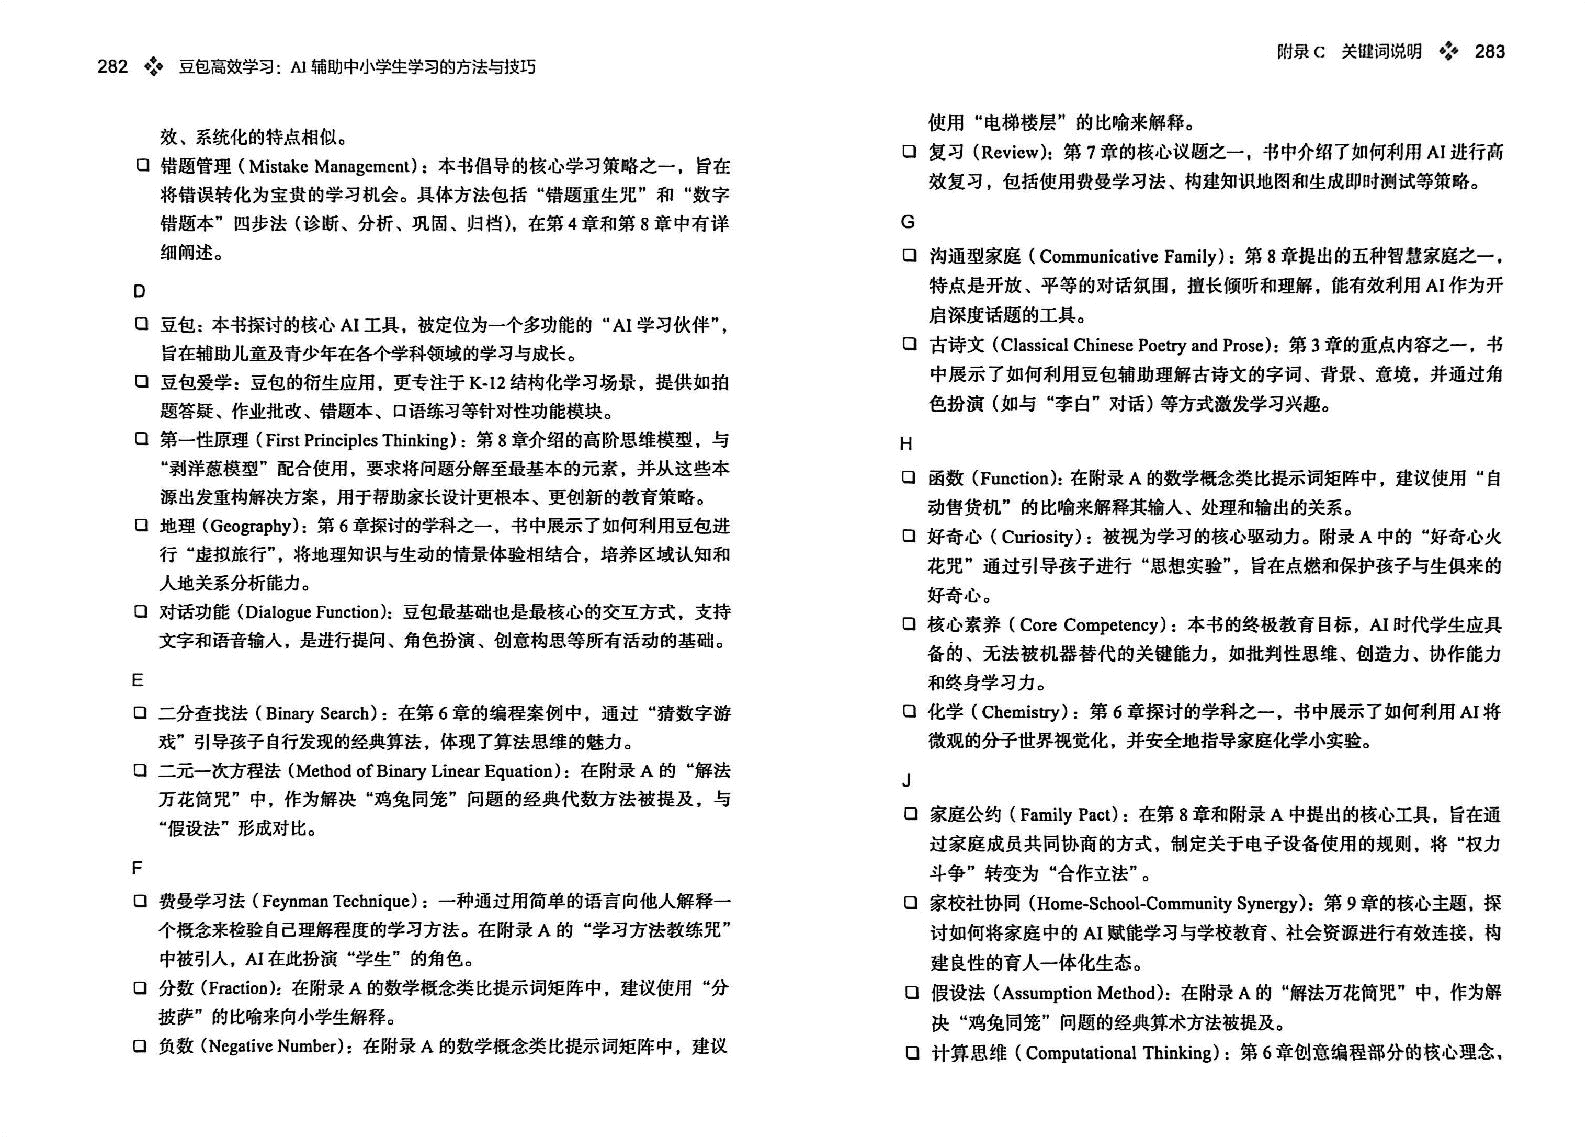 282 豆包高效学习：AI 辅助中小学生学习的方法与技巧
效、系统化的特点相似。
❑ 错题管理（Mistake Management）：本书倡导的核心学习策略之一，旨在
将错误转化为宝贵的学习机会。具体方法包括“错题重生咒”和“数字
错题本”四步法（诊断、分析、巩固、归档），在第 4 章和第 8 章中有详
细阐述。
D
❑ 豆包：本书探讨的核心 AI 工具，被定位为一个多功能的“AI 学习伙伴”，
旨在辅助儿童及青少年在各个学科领域的学习与成长。
❑ 豆包爱学：豆包的衍生应用，更专注于 K-12 结构化学习场景，提供如拍
题答疑、作业批改、错题本、口语练习等针对性功能模块。
❑ 第一性原理（First Principles Thinking）：第 8 章介绍的高阶思维模型，与
“剥洋葱模型”配合使用，要求将问题分解至最基本的元素，并从这些本
源出发重构解决方案，用于帮助家长设计更根本、更创新的教育策略。
❑ 地理（Geography）：第 6 章探讨的学科之一，书中展示了如何利用豆包进
行“虚拟旅行”，将地理知识与生动的情景体验相结合，培养区域认知和
人地关系分析能力。
❑ 对话功能（Dialogue Function）：豆包最基础也是最核心的交互方式，支持
文字和语音输入，是进行提问、角色扮演、创意构思等所有活动的基础。
E
❑ 二分查找法（Binary Search）：在第 6 章的编程案例中，通过“猜数字游
戏”引导孩子自行发现的经典算法，体现了算法思维的魅力。
❑ 二元一次方程法（Method of Binary Linear Equation）：在附录 A 的“解法
万花筒咒”中，作为解决“鸡兔同笼”问题的经典代数方法被提及，与
“假设法”形成对比。
F
❑ 费曼学习法（Feynman Technique）：一种通过用简单的语言向他人解释一
个概念来检验自己理解程度的学习方法。在附录 A 的“学习方法教练咒”
中被引入，AI 在此扮演“学生”的角色。
❑ 分数（Fraction）：在附录 A 的数学概念类比提示词矩阵中，建议使用“分
披萨”的比喻来向小学生解释。
❑ 负数（Negative Number）：在附录 A 的数学概念类比提示词矩阵中，建议
附录 C 关键词说明 283
使用“电梯楼层”的比喻来解释。
❑ 复习（Review）：第 7 章的核心议题之一，书中介绍了如何利用 AI 进行高
效复习，包括使用费曼学习法、构建知识地图和生成即时测试等策略。
G
❑ 沟通型家庭（Communicative Family）：第 8 章提出的五种智慧家庭之一，
特点是开放、平等的对话氛围，擅长倾听和理解，能有效利用 AI 作为开
启深度话题的工具。
❑ 古诗文（Classical Chinese Poetry and Prose）：第 3 章的重点内容之一，书
中展示了如何利用豆包辅助理解古诗文的字词、背景、意境，并通过角
色扮演（如与“李白”对话）等方式激发学习兴趣。
H
❑ 函数（Function）：在附录 A 的数学概念类比提示词矩阵中，建议使用“自
动售货机”的比喻来解释其输入、处理和输出的关系。
❑ 好奇心（Curiosity）：被视为学习的核心驱动力。附录 A 中的“好奇心火
花咒”通过引导孩子进行“思想实验”，旨在点燃和保护孩子与生俱来的
好奇心。
❑ 核心素养（Core Competency）：本书的终极教育目标，AI 时代学生应具
备的、无法被机器替代的关键能力，如批判性思维、创造力、协作能力
和终身学习力。
❑ 化学（Chemistry）：第 6 章探讨的学科之一，书中展示了如何利用 AI 将
微观的分子世界视觉化，并安全地指导家庭化学小实验。
J
❑ 家庭公约（Family Pact）：在第 8 章和附录 A 中提出的核心工具，旨在通
过家庭成员共同协商的方式，制定关于电子设备使用的规则，将“权力
斗争”转变为“合作立法”。
❑ 家校社协同（Home-School-Community Synergy）：第 9 章的核心主题，探
讨如何将家庭中的 AI 赋能学习与学校教育、社会资源进行有效连接，构
建良性的育人一体化生态。
❑ 假设法（Assumption Method）：在附录 A 的“解法万花筒咒”中，作为解
决“鸡兔同笼”问题的经典算术方法被提及。
❑ 计算思维（Computational Thinking）：第 6 章创意编程部分的核心理念，